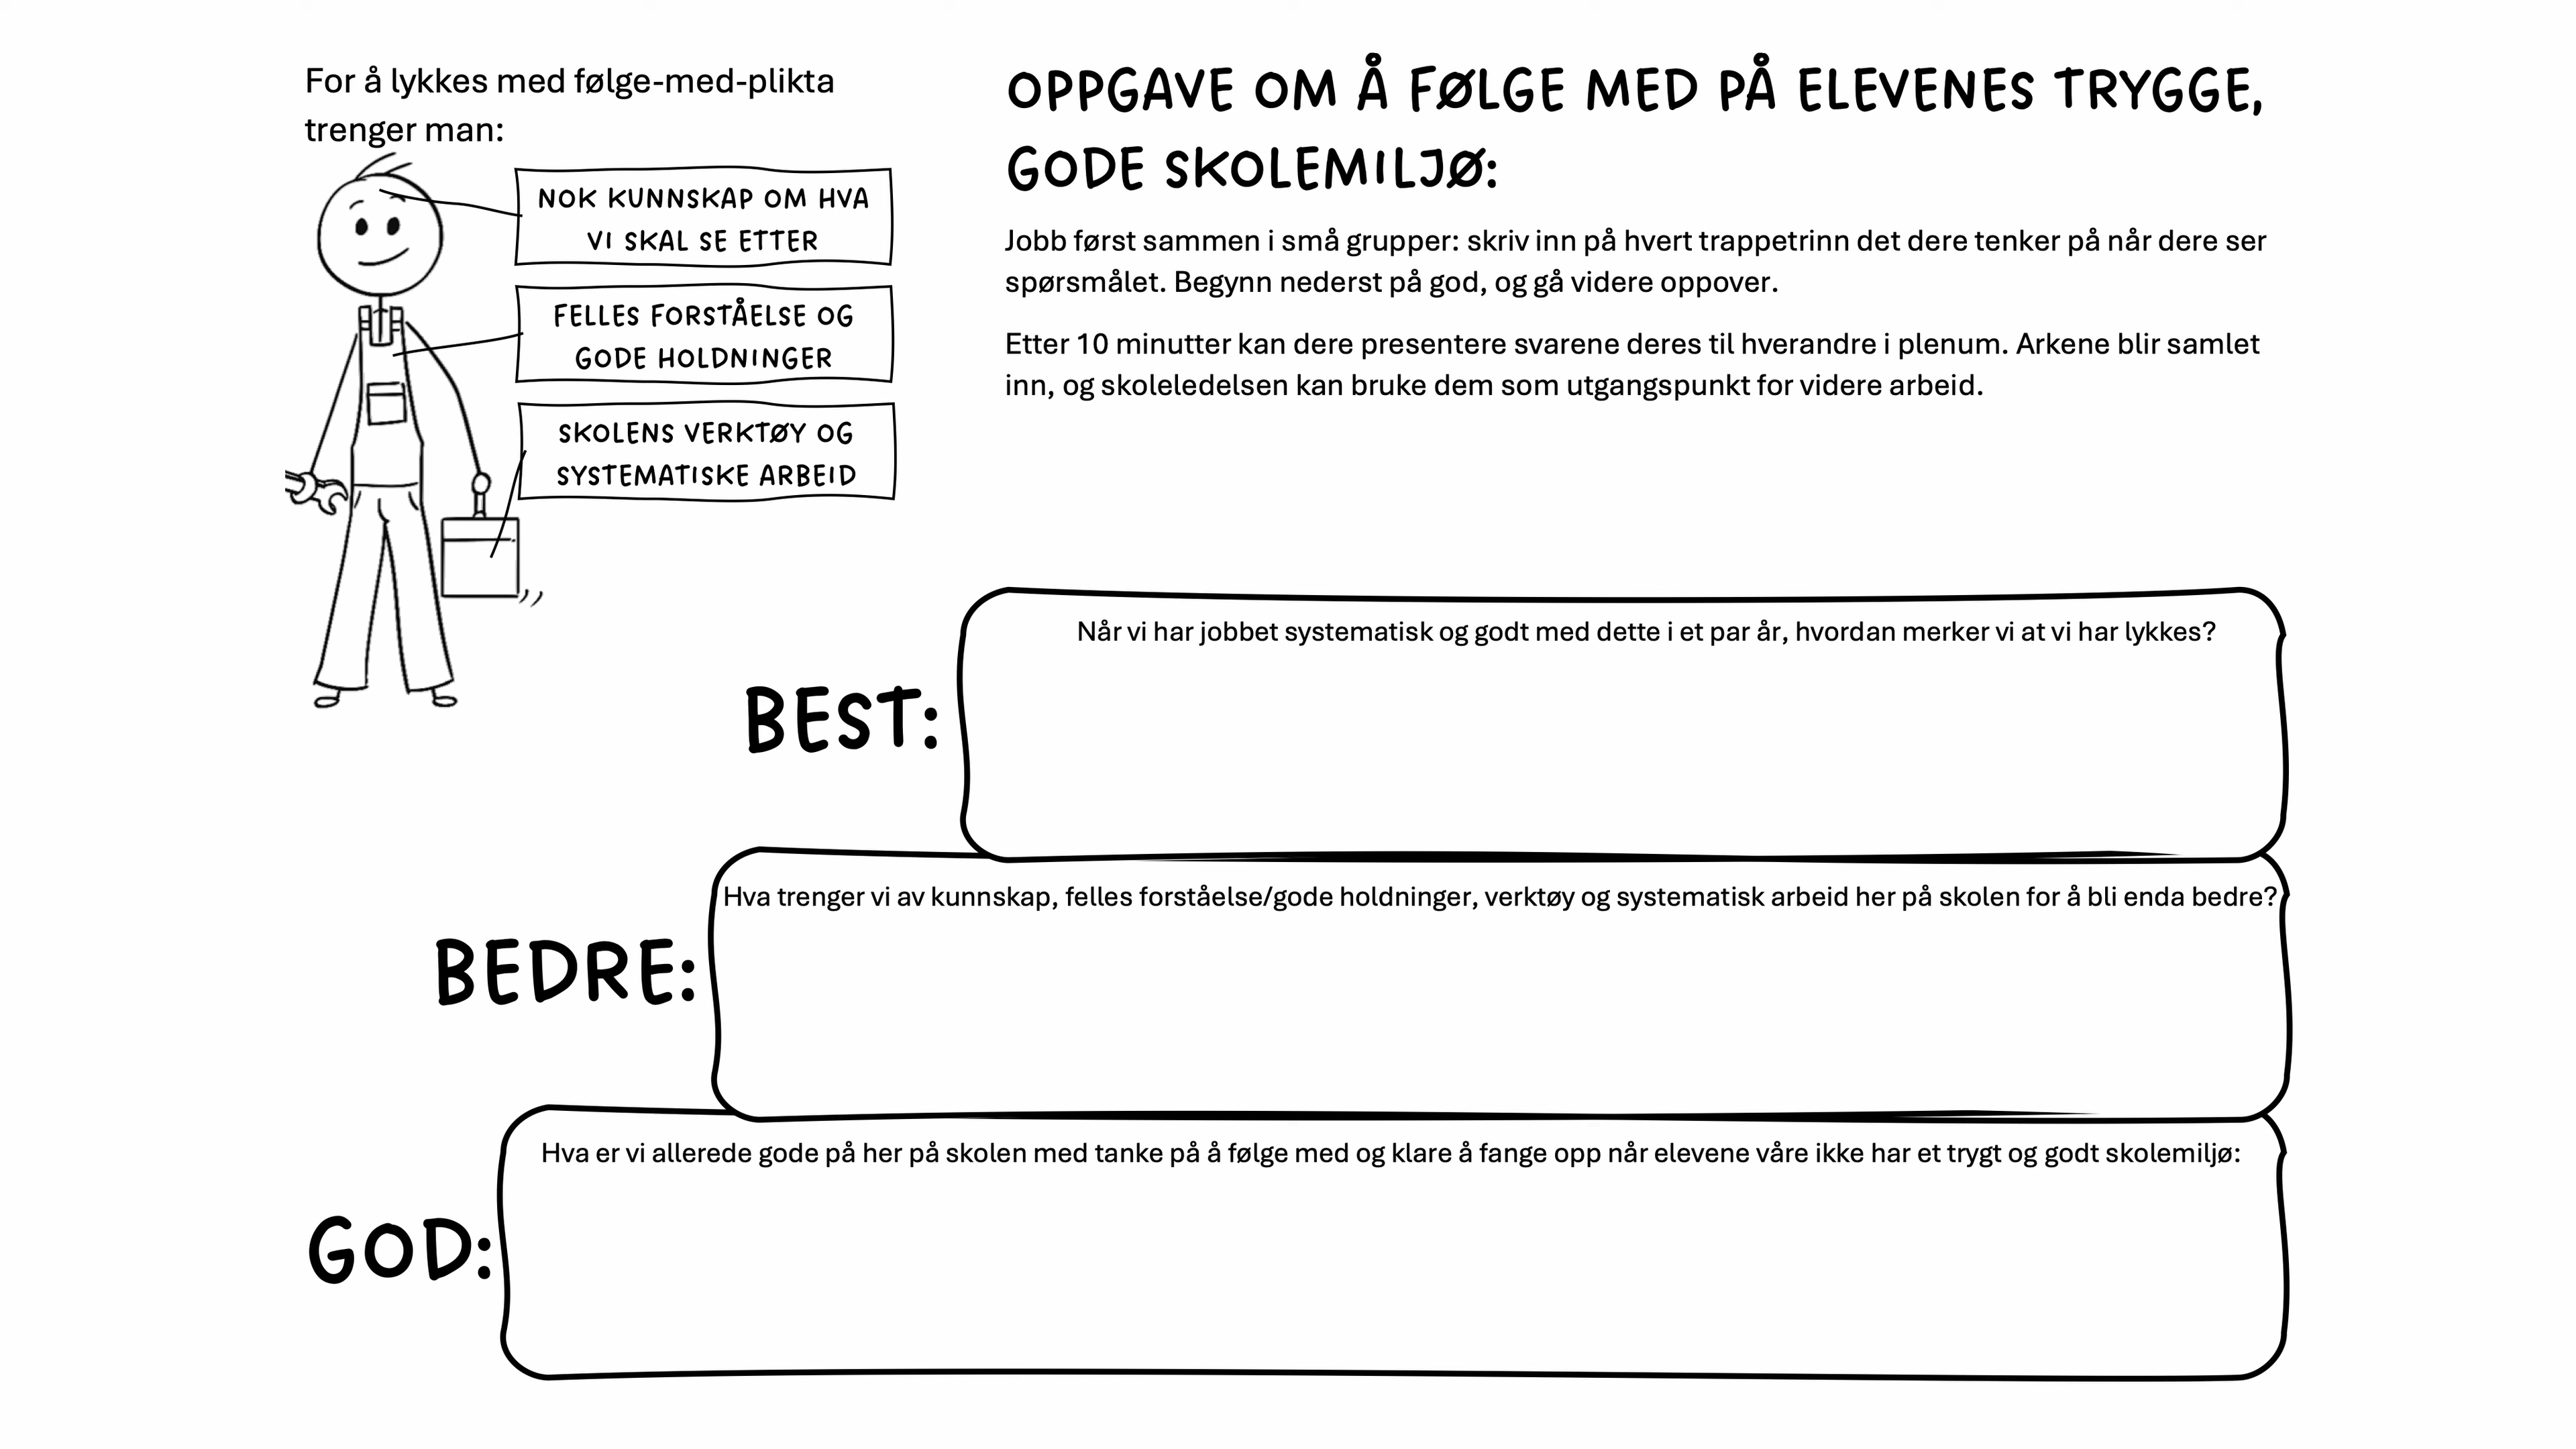 For å lykkes med følge-med-plikta
trenger man:
NOK KUNNSKAP OM HVA
VI SKAL SE ETTER
FELLES FORSTÅELSE OG
GODE HOLDNINGER
SKOLENS VERKTØY OG
SYSTEMATISKE ARBEID
OPPGAVE OM Å FØLGE MED PÅ ELEVENES TRYGGE,
GODE SKOLEMILJØ:
Jobb først sammen i små grupper: skriv inn på hvert trappetrinn det dere tenker på når dere ser
spørsmålet. Begynn nederst på god, og gå videre oppover.
Etter 10 minutter kan dere presentere svarene deres til hverandre i plenum. Arkene blir samlet
inn, og skoleledelsen kan bruke dem som utgangspunkt for videre arbeid.
BEST:
Når vi har jobbet systematisk og godt med dette i et par år, hvordan merker vi at vi har lykkes?
BEDRE:
Hva trenger vi av kunnskap, felles forståelse/gode holdninger, verktøy og systematisk arbeid her på skolen for å bli enda bedre?
GOD:
Hva er vi allerede gode på her på skolen med tanke på å følge med og klare å fange opp når elevene våre ikke har et trygt og godt skolemiljø: